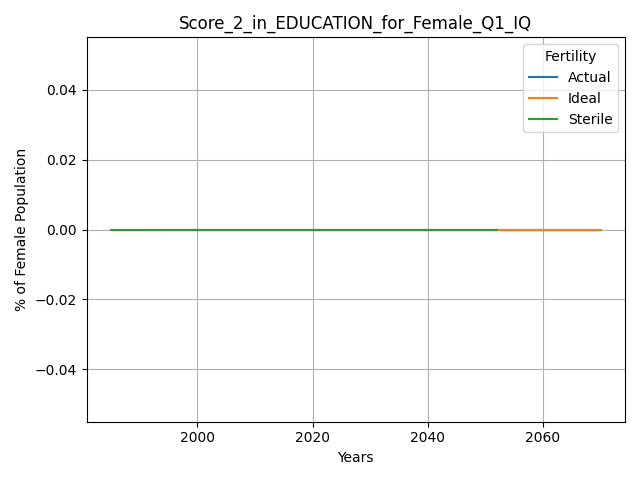 Score_2_in_EDUCATION_for_Female_Q1_IQ
Fertility
Actual
Ideal
Sterile
% of Female Population
0.04
0.02
0.00
−0.02
−0.04
2000 2020 2040 2060
Years